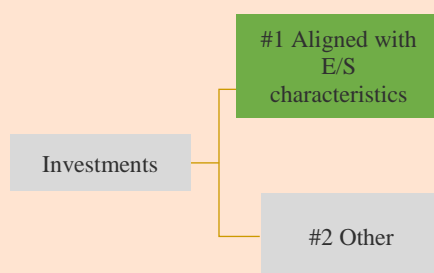 #1 Aligned with
E/S
characteristics
Investments
#2 Other